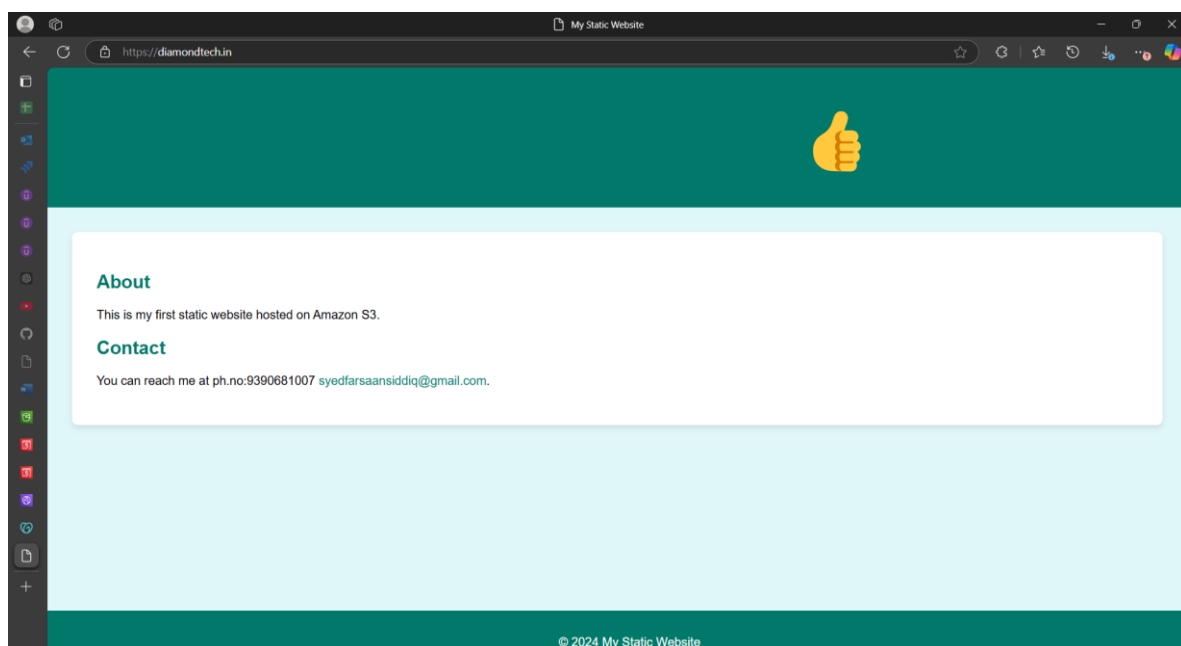 My Static Website
https://diamondtech.in
About
This is my first static website hosted on Amazon S3.
Contact
You can reach me at ph.no:9390681007 syedfarsaansiddiq@gmail.com.
© 2024 My Static Website